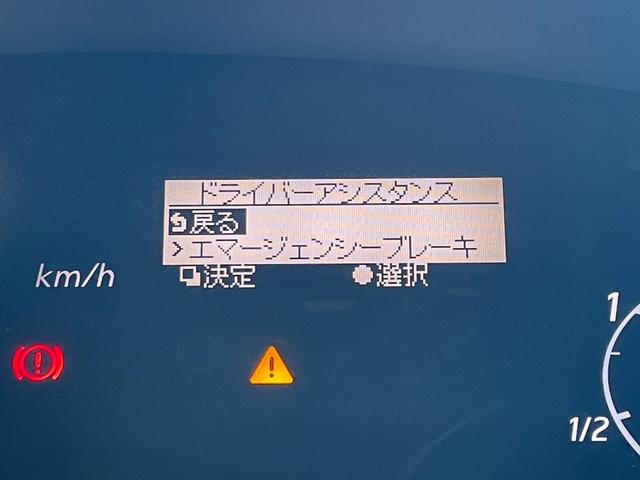 ドライバーアシスタンス
戻る
> エマージェンシーブレーキ
決定 選択
km/h
1
1/2